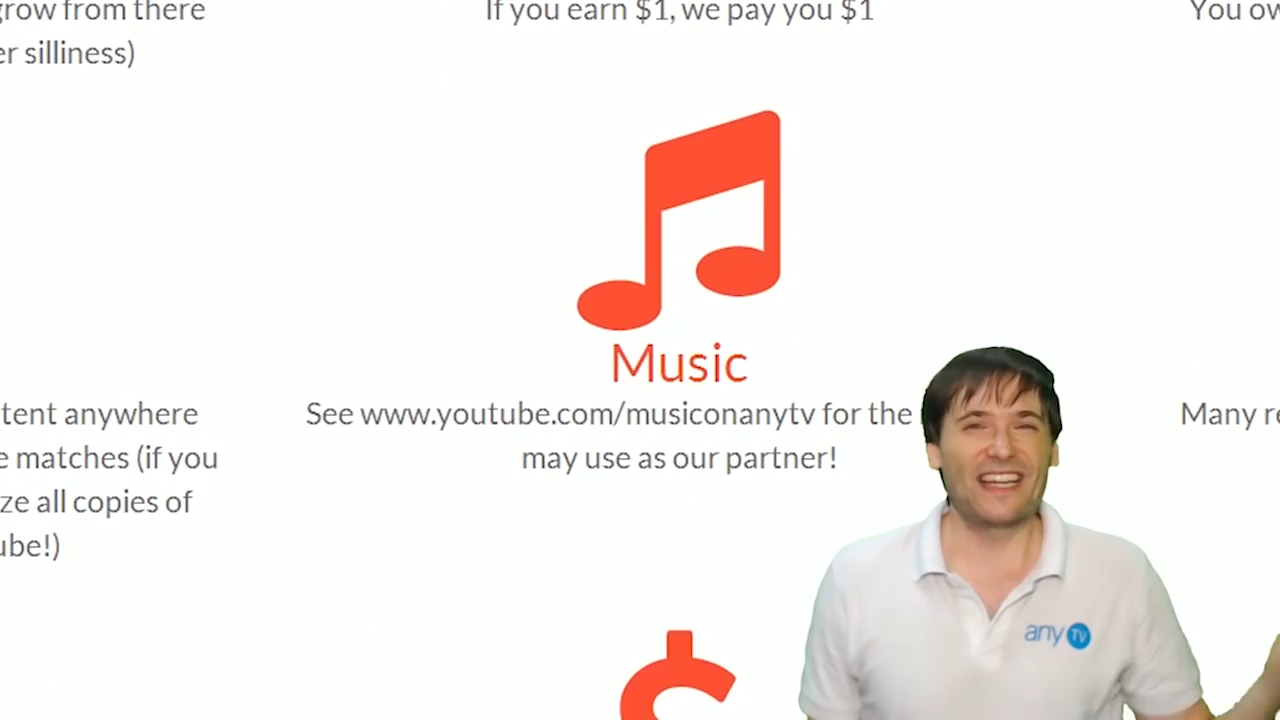 grow from there
er silliness)
If you earn $1, we pay you $1
You ow
Music
tent anywhere
e matches (if you
ze all copies of
ube!)
See www.youtube.com/musiconanytv for the
may use as our partner!
Many re
any TV